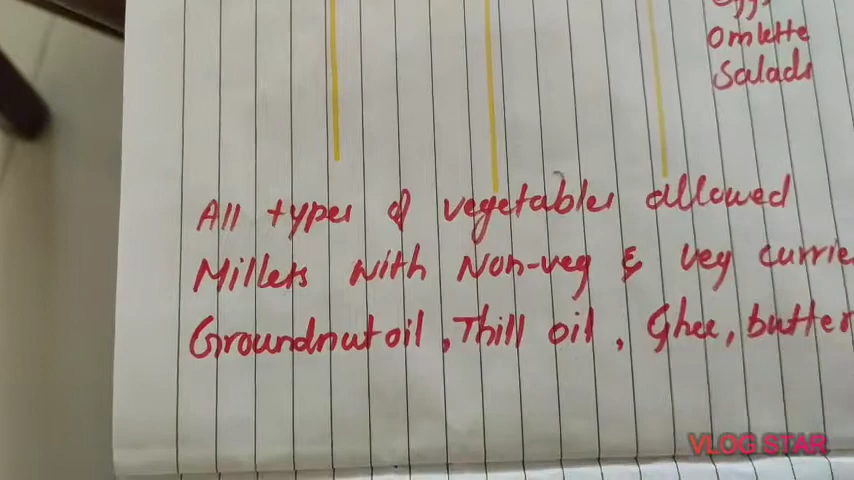 Omlette
Salads
All types of vegetables allowed
Millets with Non-veg & veg currie
Groundnut oil, Thill oil, Ghee, butter
VLOG STAR